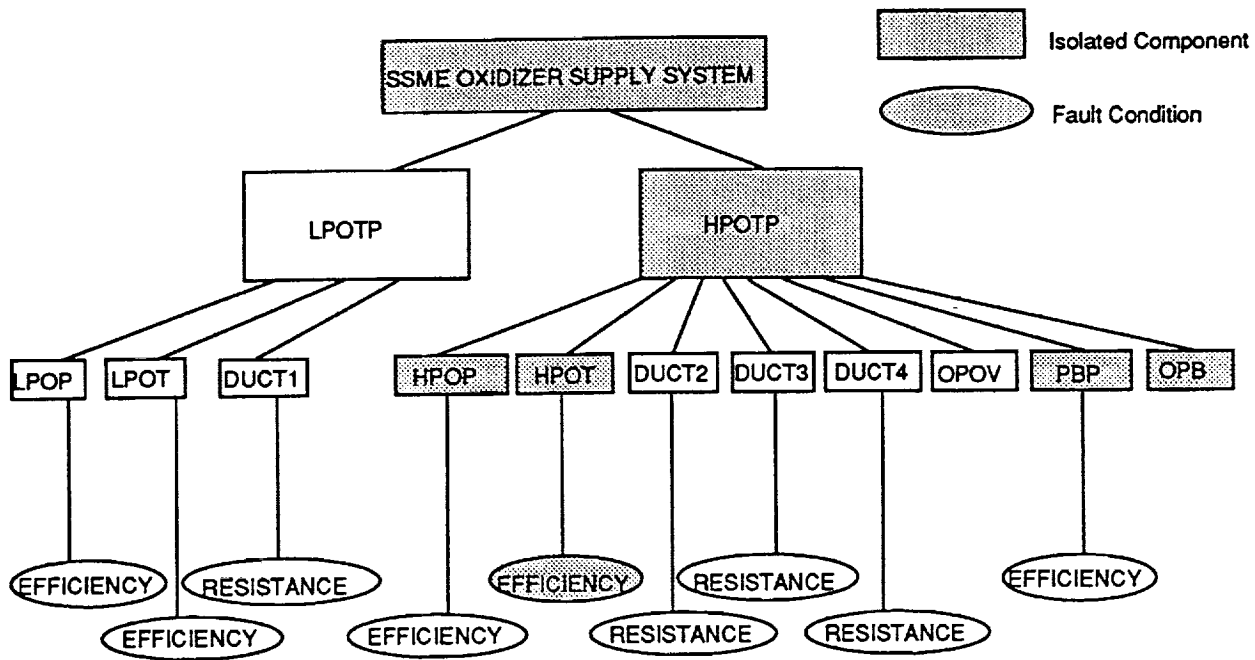 SSME OXIDIZER SUPPLY SYSTEM
Isolated Component
Fault Condition
LPOTP
HPOTP
LPOP
LPOT
DUCT1
HPOP
HPOT
DUCT2
DUCT3
DUCT4
OPOV
PBP
OPB
EFFICIENCY
RESISTANCE
EFFICIENCY
RESISTANCE
EFFICIENCY
EFFICIENCY
EFFICIENCY
RESISTANCE
RESISTANCE